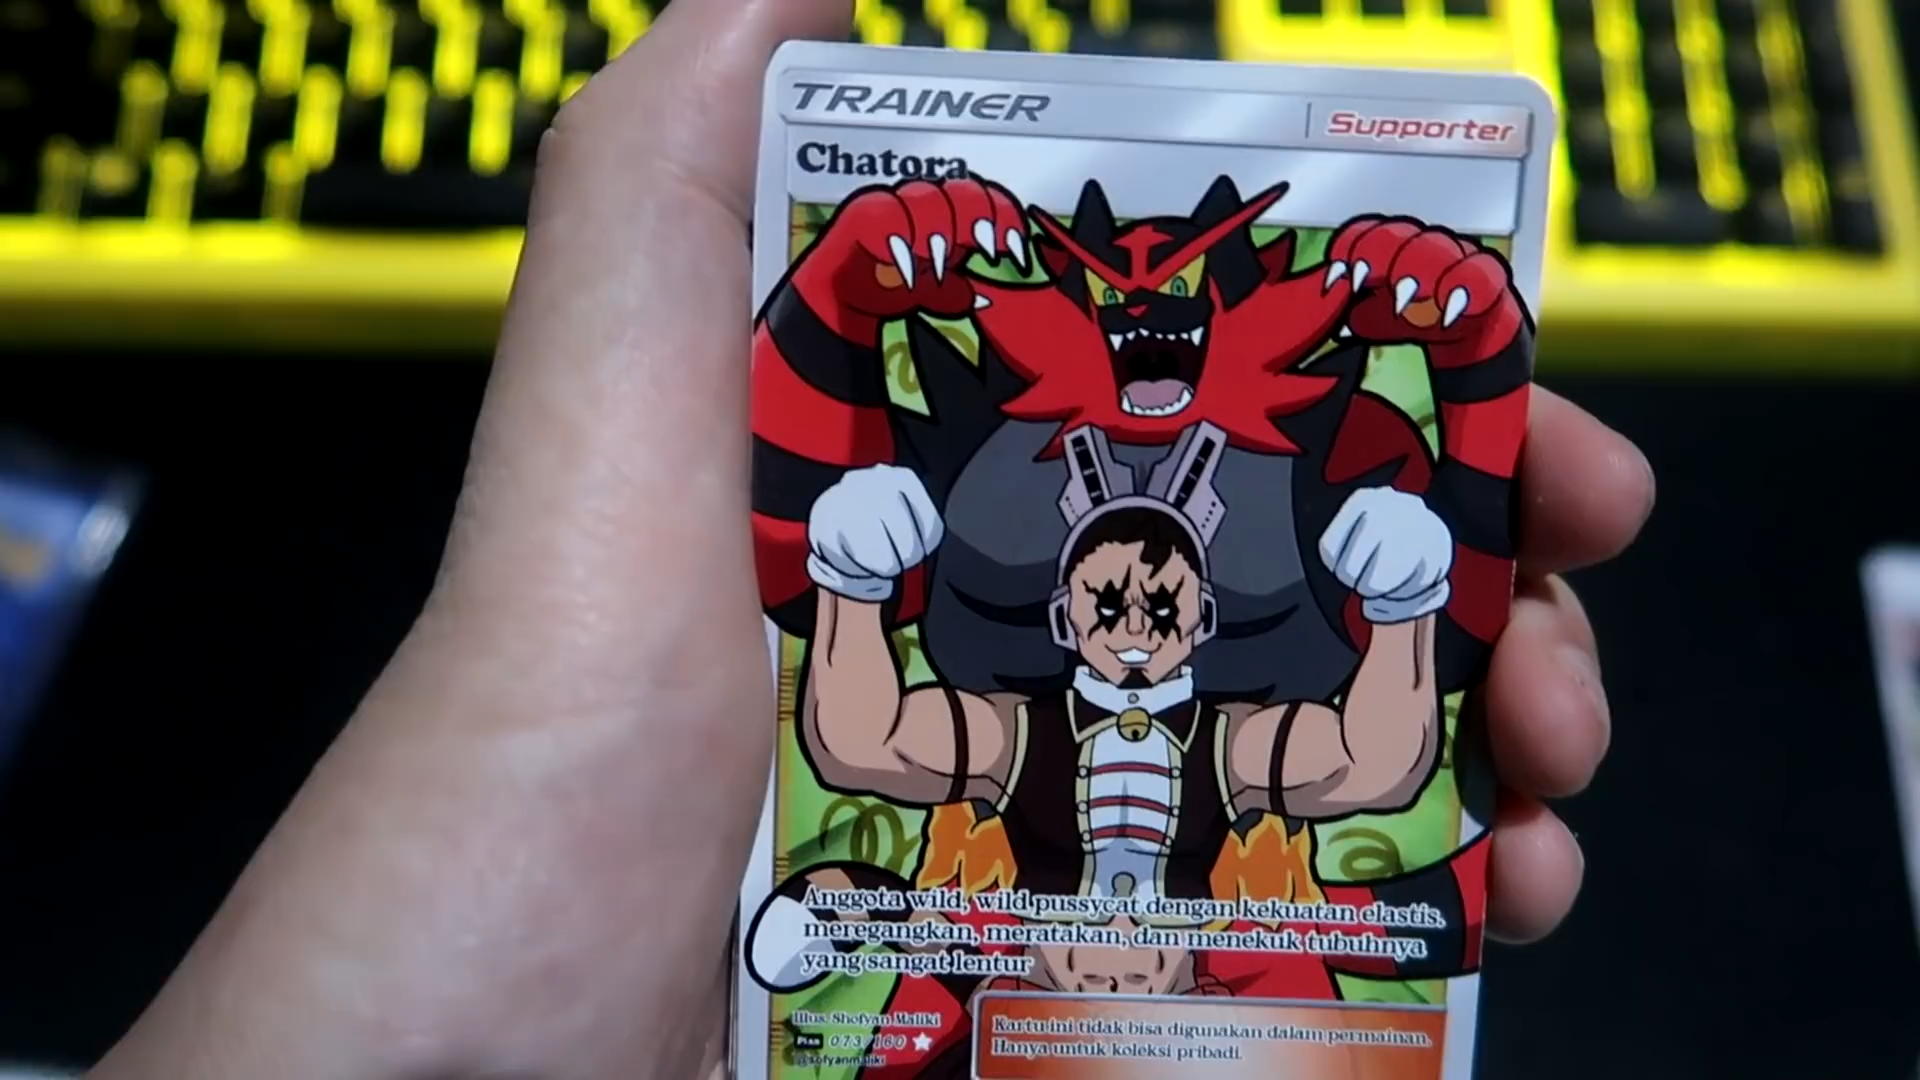 TRAINER
Supporter
Chatora
Anggota wild, wild pussycat dengan kekuatan elastis.
meregangkan, meratakan, dan menekuk tubuhnya
yang sangat lentur
Illus. Shofyan Maliki
073/160
@sofyanmaliki
Kartu ini tidak bisa digunakan dalam permainan.
Hanya untuk koleksi pribadi.